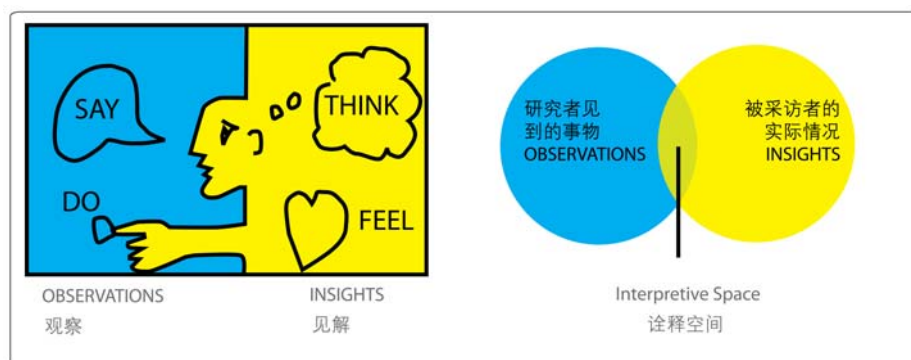 SAY
THINK
DO
FEEL
OBSERVATIONS
观察
INSIGHTS
见解
研究者见
到的事物
OBSERVATIONS
被采访者的
实际情况
INSIGHTS
Interpretive Space
诠释空间